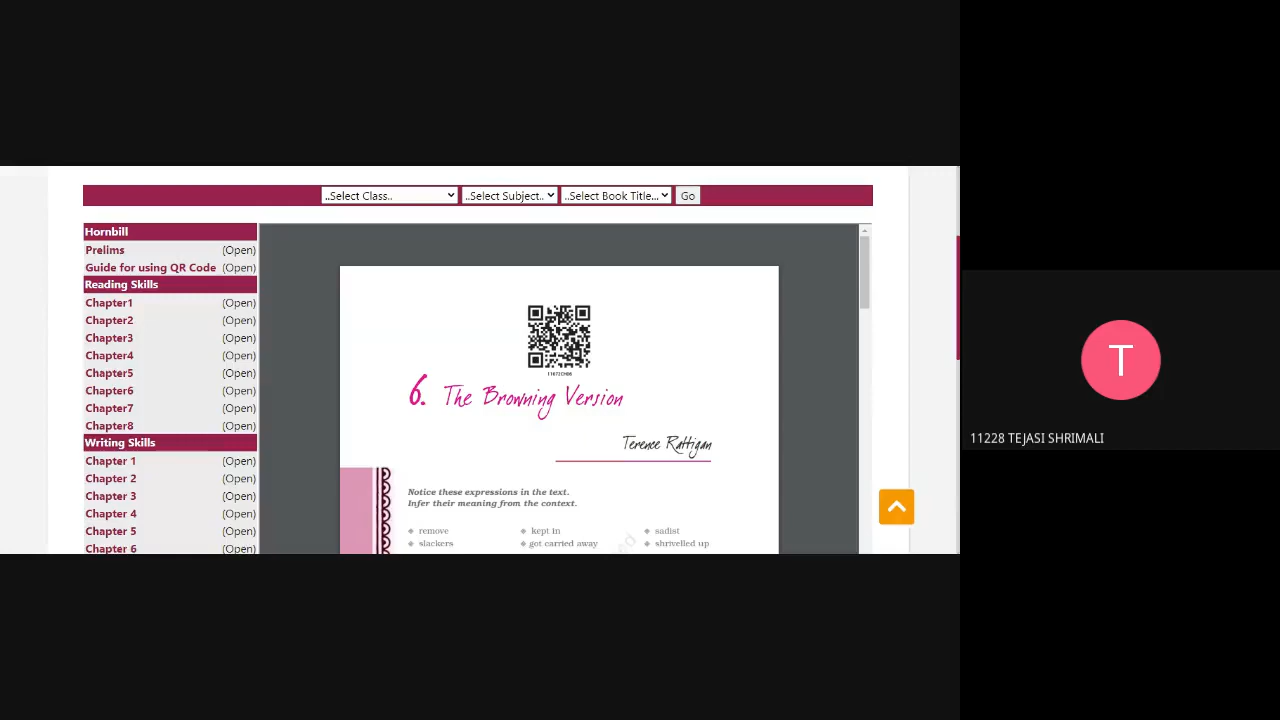 ..Select Class.. ..Select Subject.. ..Select Book Title... Go
Hornbill
Prelims (Open)
Guide for using QR Code (Open)
Reading Skills
Chapter1 (Open)
Chapter2 (Open)
Chapter3 (Open)
Chapter4 (Open)
Chapter5 (Open)
Chapter6 (Open)
Chapter7 (Open)
Chapter8 (Open)
Writing Skills
Chapter 1 (Open)
Chapter 2 (Open)
Chapter 3 (Open)
Chapter 4 (Open)
Chapter 5 (Open)
Chapter 6 (Open)
11072CH06
6. The Browning Version
Terence Rattigan
Notice these expressions in the text.
Infer their meaning from the context.
remove kept in sadist
slackers got carried away shrivelled up
T
11228 TEJASI SHRIMALI